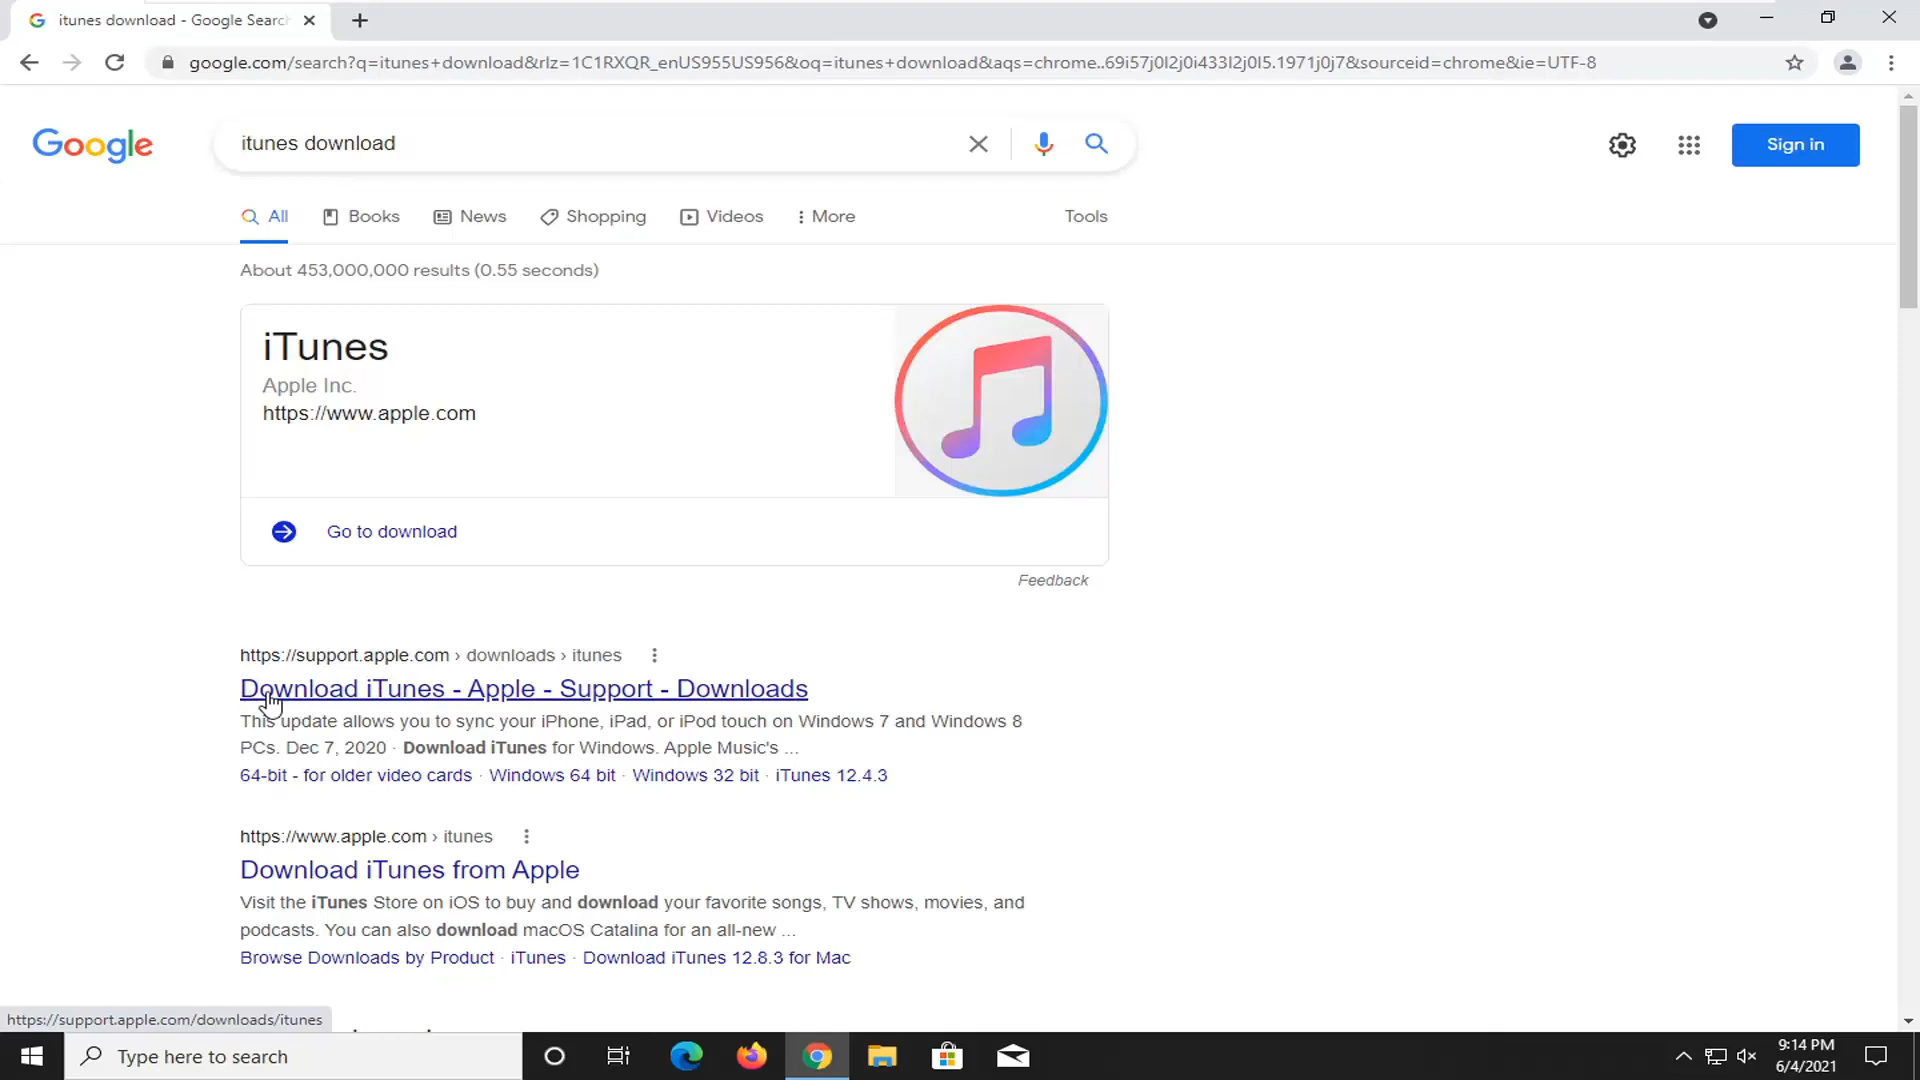 itunes download - Google Search
google.com/search?q=itunes+download&rlz=1C1RXQR_enUS955US956&oq=itunes+download&aqs=chrome..69i57j0l2j0i433l2j0l5.1971j0j7&sourceid=chrome&ie=UTF-8
Google
itunes download
Sign in
All Books News Shopping Videos More Tools
About 453,000,000 results (0.55 seconds)
iTunes
Apple Inc.
https://www.apple.com
Go to download
Feedback
https://support.apple.com › downloads › itunes
Download iTunes - Apple - Support - Downloads
This update allows you to sync your iPhone, iPad, or iPod touch on Windows 7 and Windows 8
PCs. Dec 7, 2020 · Download iTunes for Windows. Apple Music's ...
64-bit - for older video cards · Windows 64 bit · Windows 32 bit · iTunes 12.4.3
https://www.apple.com › itunes
Download iTunes from Apple
Visit the iTunes Store on iOS to buy and download your favorite songs, TV shows, movies, and
podcasts. You can also download macOS Catalina for an all-new ...
Browse Downloads by Product · iTunes · Download iTunes 12.8.3 for Mac
https://support.apple.com/downloads/itunes
Type here to search
9:14 PM
6/4/2021